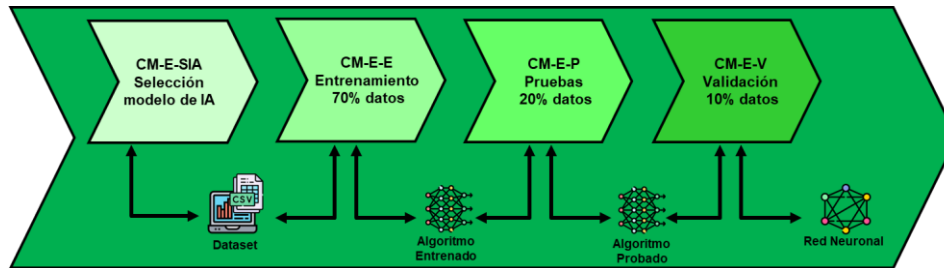 CM-E-SIA
Selección
modelo de IA
CM-E-E
Entrenamiento
70% datos
CM-E-P
Pruebas
20% datos
CM-E-V
Validación
10% datos
CSV
Dataset
Algoritmo
Entrenado
Algoritmo
Probado
Red Neuronal